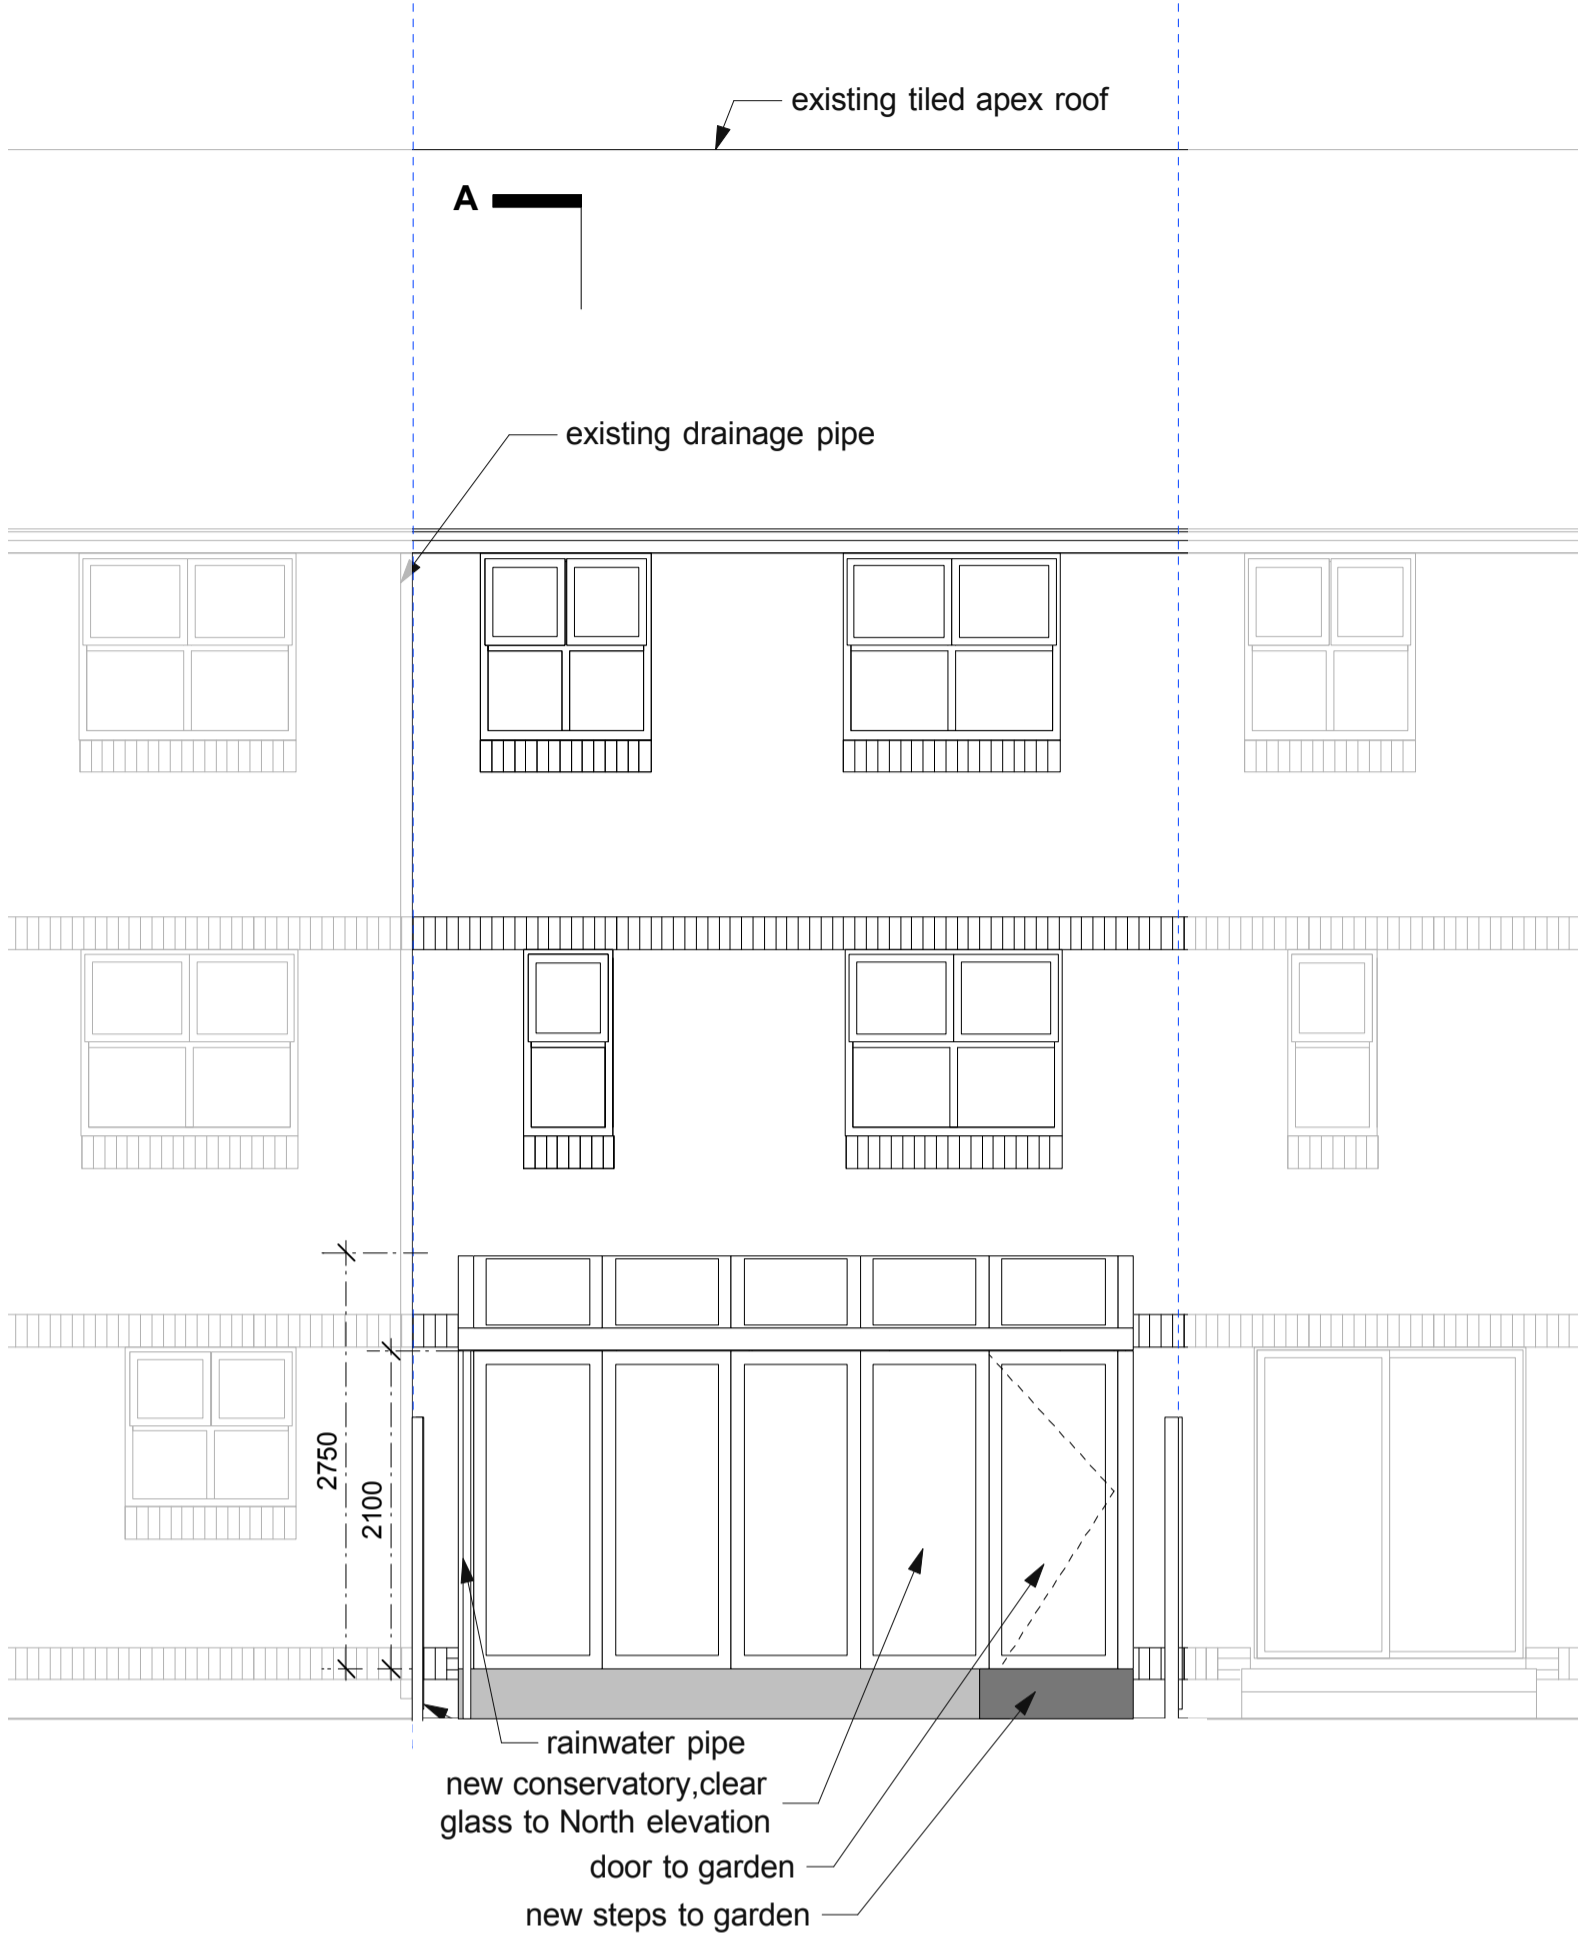 existing tiled apex roof
A
existing drainage pipe
2750
2100
rainwater pipe
new conservatory,clear
glass to North elevation
door to garden
new steps to garden